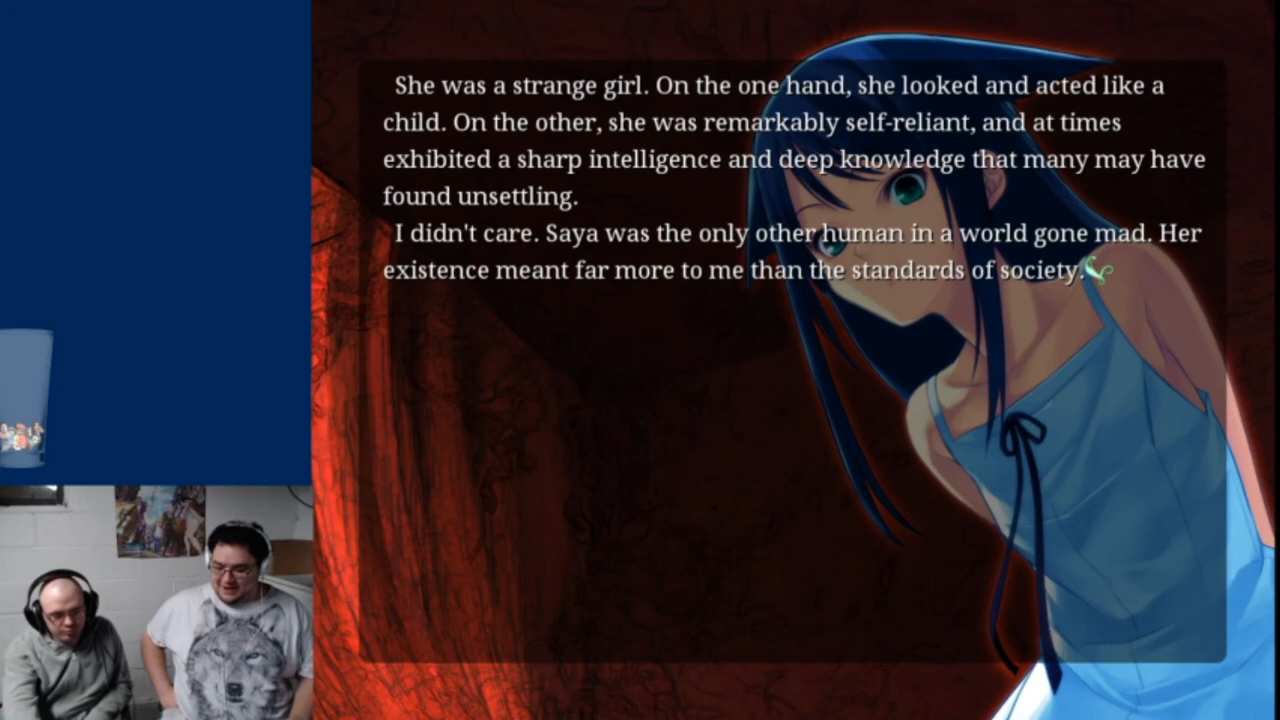 She was a strange girl. On the one hand, she looked and acted like a
child. On the other, she was remarkably self-reliant, and at times
exhibited a sharp intelligence and deep knowledge that many may have
found unsettling.
I didn't care. Saya was the only other human in a world gone mad. Her
existence meant far more to me than the standards of society.